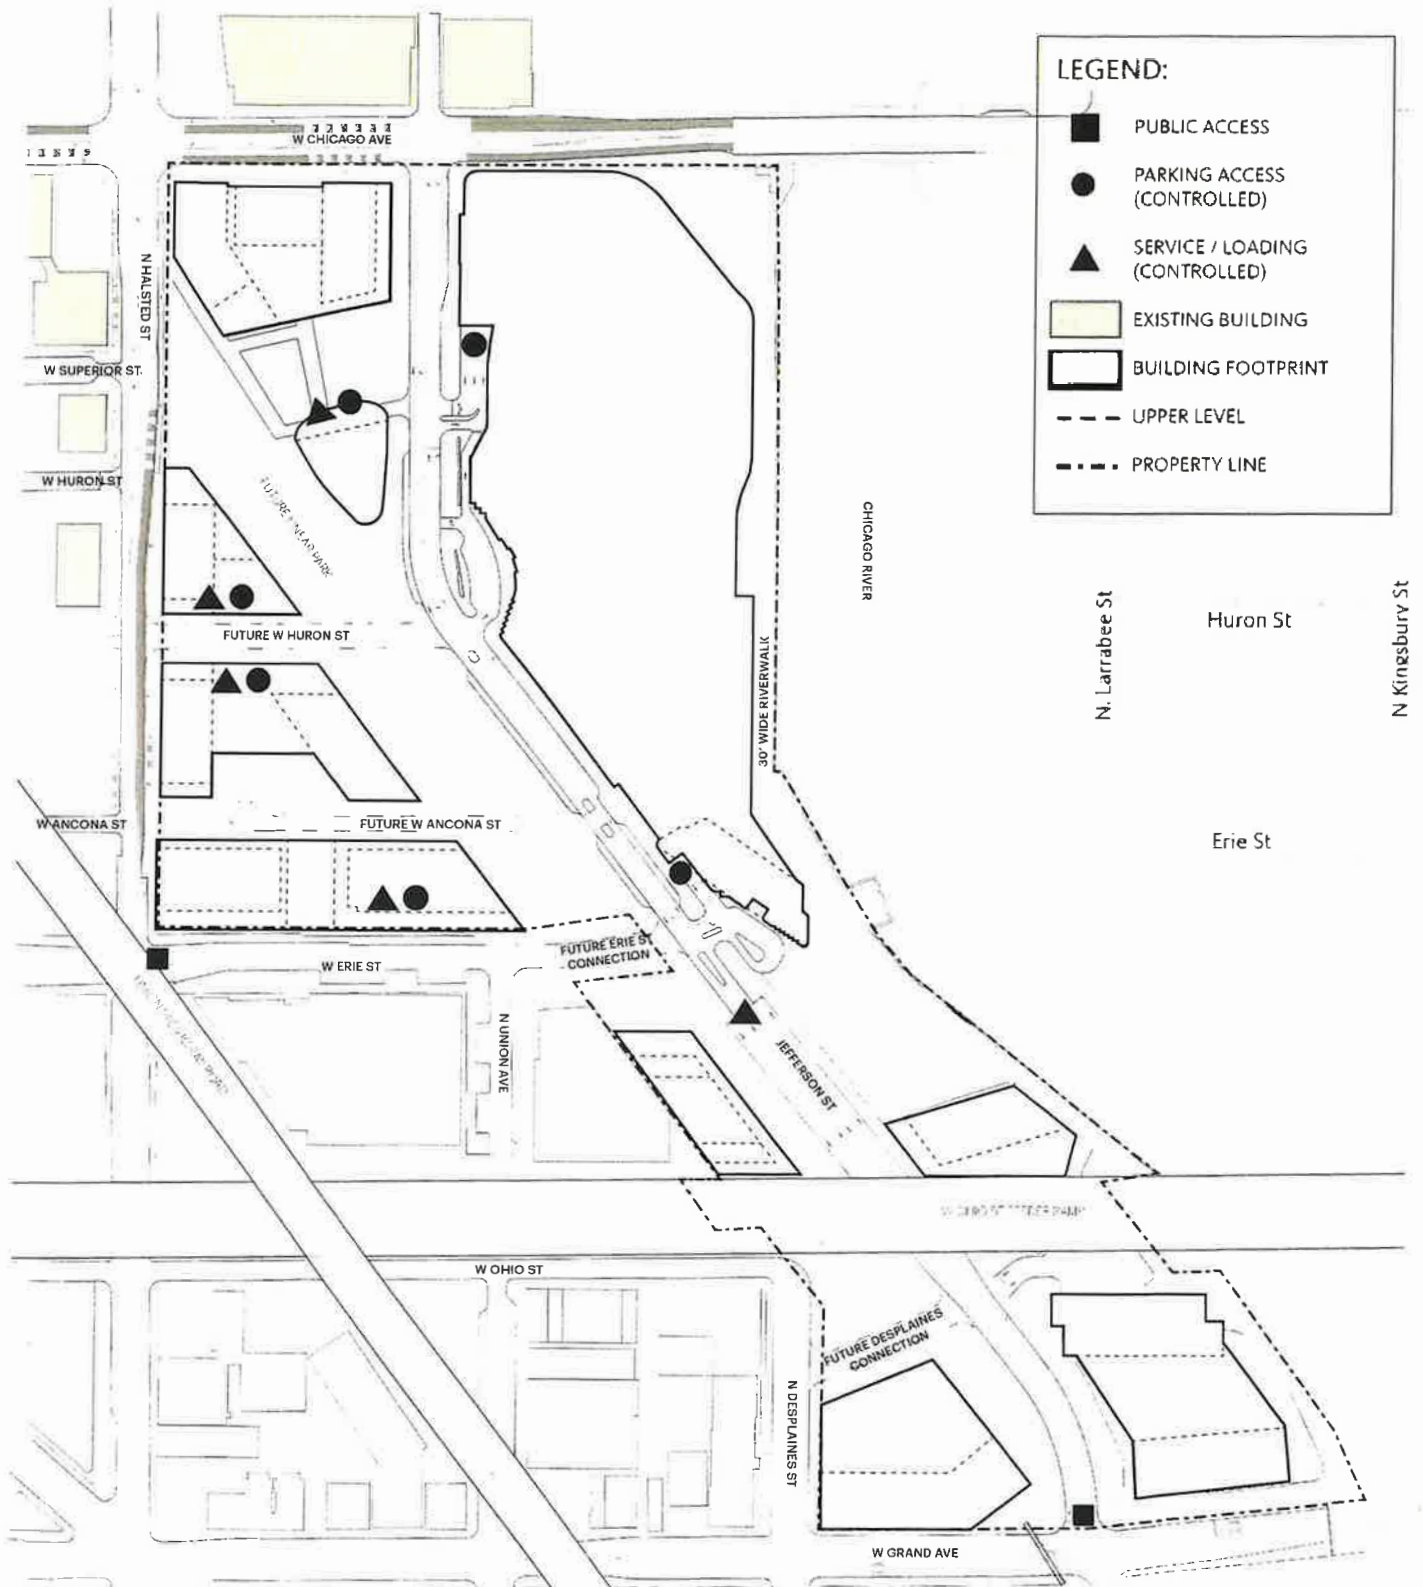 LEGEND:
PUBLIC ACCESS
PARKING ACCESS
(CONTROLLED)
SERVICE / LOADING
(CONTROLLED)
EXISTING BUILDING
BUILDING FOOTPRINT
UPPER LEVEL
PROPERTY LINE
W CHICAGO AVE
N HALSTED ST
W SUPERIOR ST.
W HURON ST
FUTURE LINEAR PARK
CHICAGO RIVER
N. Larrabee St
Huron St
N Kingsbury St
FUTURE W HURON ST
30' WIDE RIVERWALK
W ANCONA ST
FUTURE W ANCONA ST
Erie St
FUTURE ERIE ST
CONNECTION
W ERIE ST
N UNION AVE
JEFFERSON ST
W OHIO ST
FUTURE DESPLAINES
CONNECTION
N DESPLAINES ST
W GRAND AVE